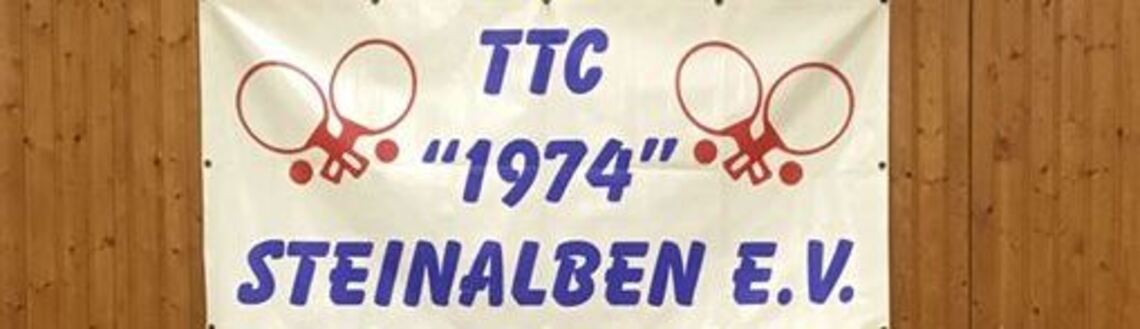 TTC
“1974”
STEINALBEN E.V.